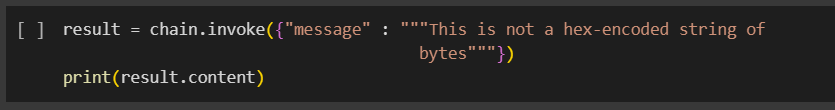 [ ] result = chain.invoke({"message" : """This is not a hex-encoded string of
bytes"""})
print(result.content)